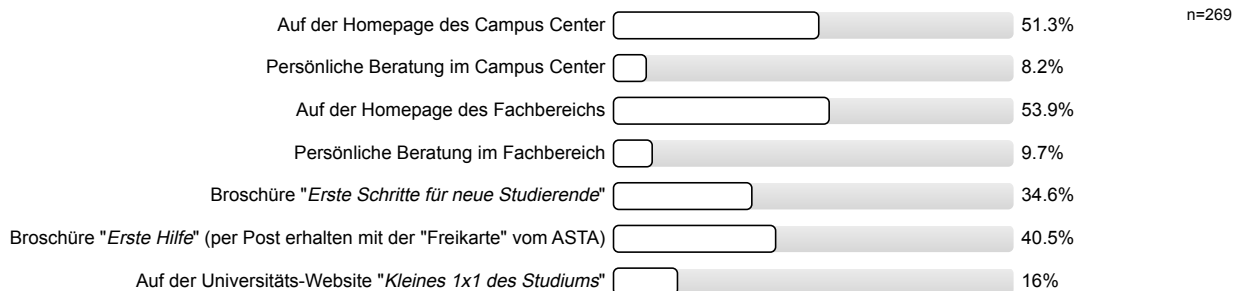 Auf der Homepage des Campus Center 51.3% n=269
Persönliche Beratung im Campus Center 8.2%
Auf der Homepage des Fachbereichs 53.9%
Persönliche Beratung im Fachbereich 9.7%
Broschüre "Erste Schritte für neue Studierende" 34.6%
Broschüre "Erste Hilfe" (per Post erhalten mit der "Freikarte" vom ASTA) 40.5%
Auf der Universitäts-Website "Kleines 1x1 des Studiums" 16%